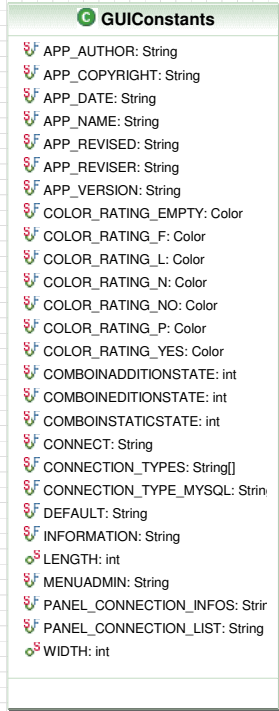 C GUIConstants
S F APP_AUTHOR: String
S F APP_COPYRIGHT: String
S F APP_DATE: String
S F APP_NAME: String
S F APP_REVISED: String
S F APP_REVISER: String
S F APP_VERSION: String
S F COLOR_RATING_EMPTY: Color
S F COLOR_RATING_F: Color
S F COLOR_RATING_L: Color
S F COLOR_RATING_N: Color
S F COLOR_RATING_NO: Color
S F COLOR_RATING_P: Color
S F COLOR_RATING_YES: Color
S F COMBOINADDITIONSTATE: int
S F COMBOINEDITIONSTATE: int
S F COMBOINSTATICSTATE: int
S F CONNECT: String
S F CONNECTION_TYPES: String[]
S F CONNECTION_TYPE_MYSQL: Strin
S F DEFAULT: String
S F INFORMATION: String
S LENGTH: int
S F MENUADMIN: String
S F PANEL_CONNECTION_INFOS: Strir
S F PANEL_CONNECTION_LIST: String
S WIDTH: int